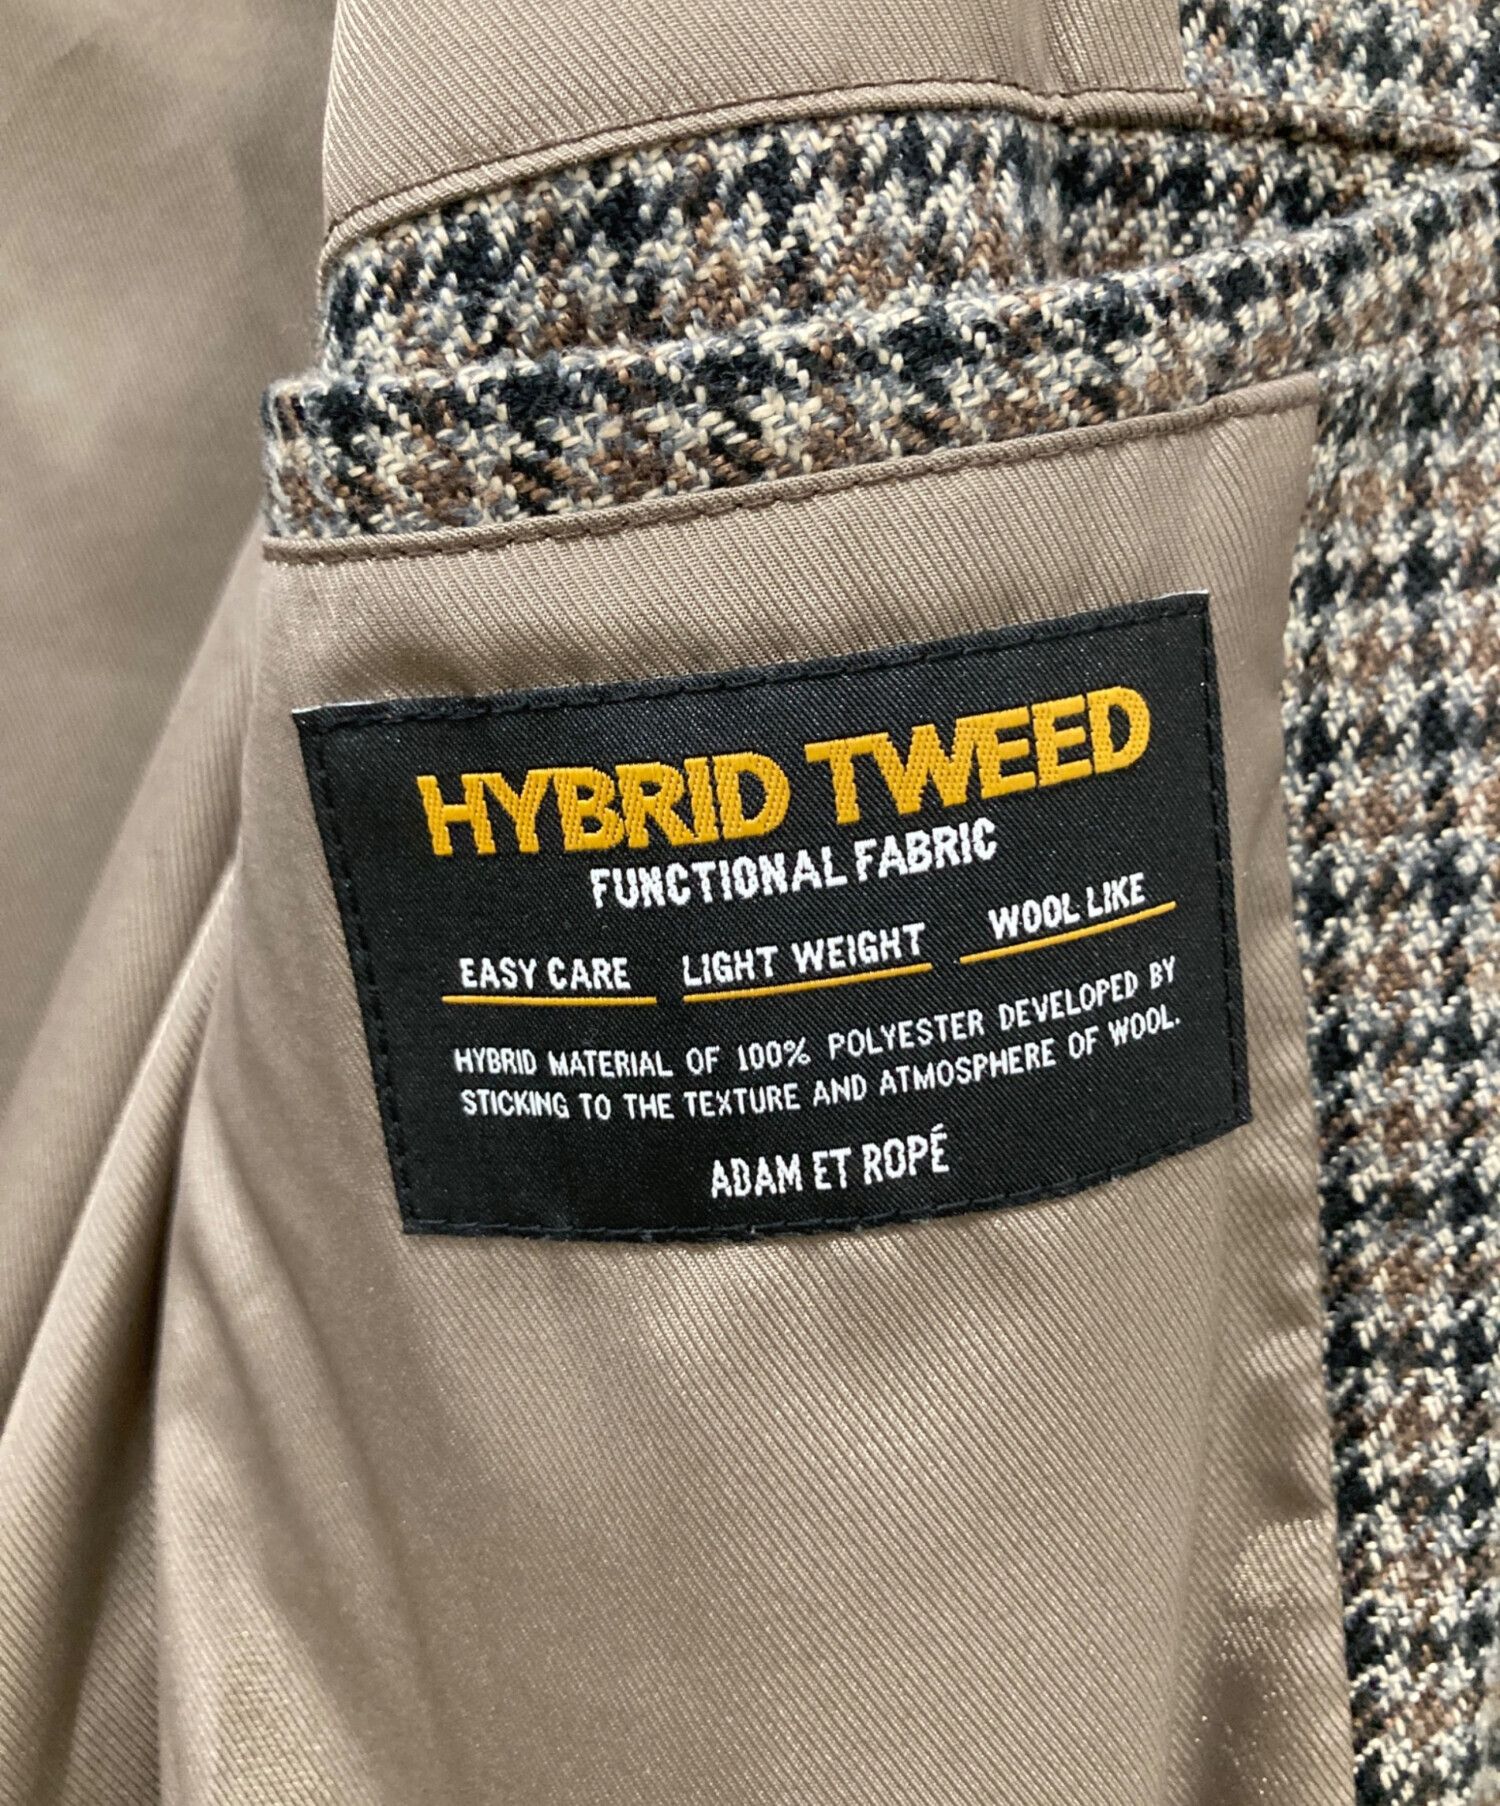 HYBRID TWEED
FUNCTIONAL FABRIC
EASY CARE LIGHT WEIGHT WOOL LIKE
HYBRID MATERIAL OF 100% POLYESTER DEVELOPED BY
STICKING TO THE TEXTURE AND ATMOSPHERE OF WOOL.
ADAM ET ROPÉ